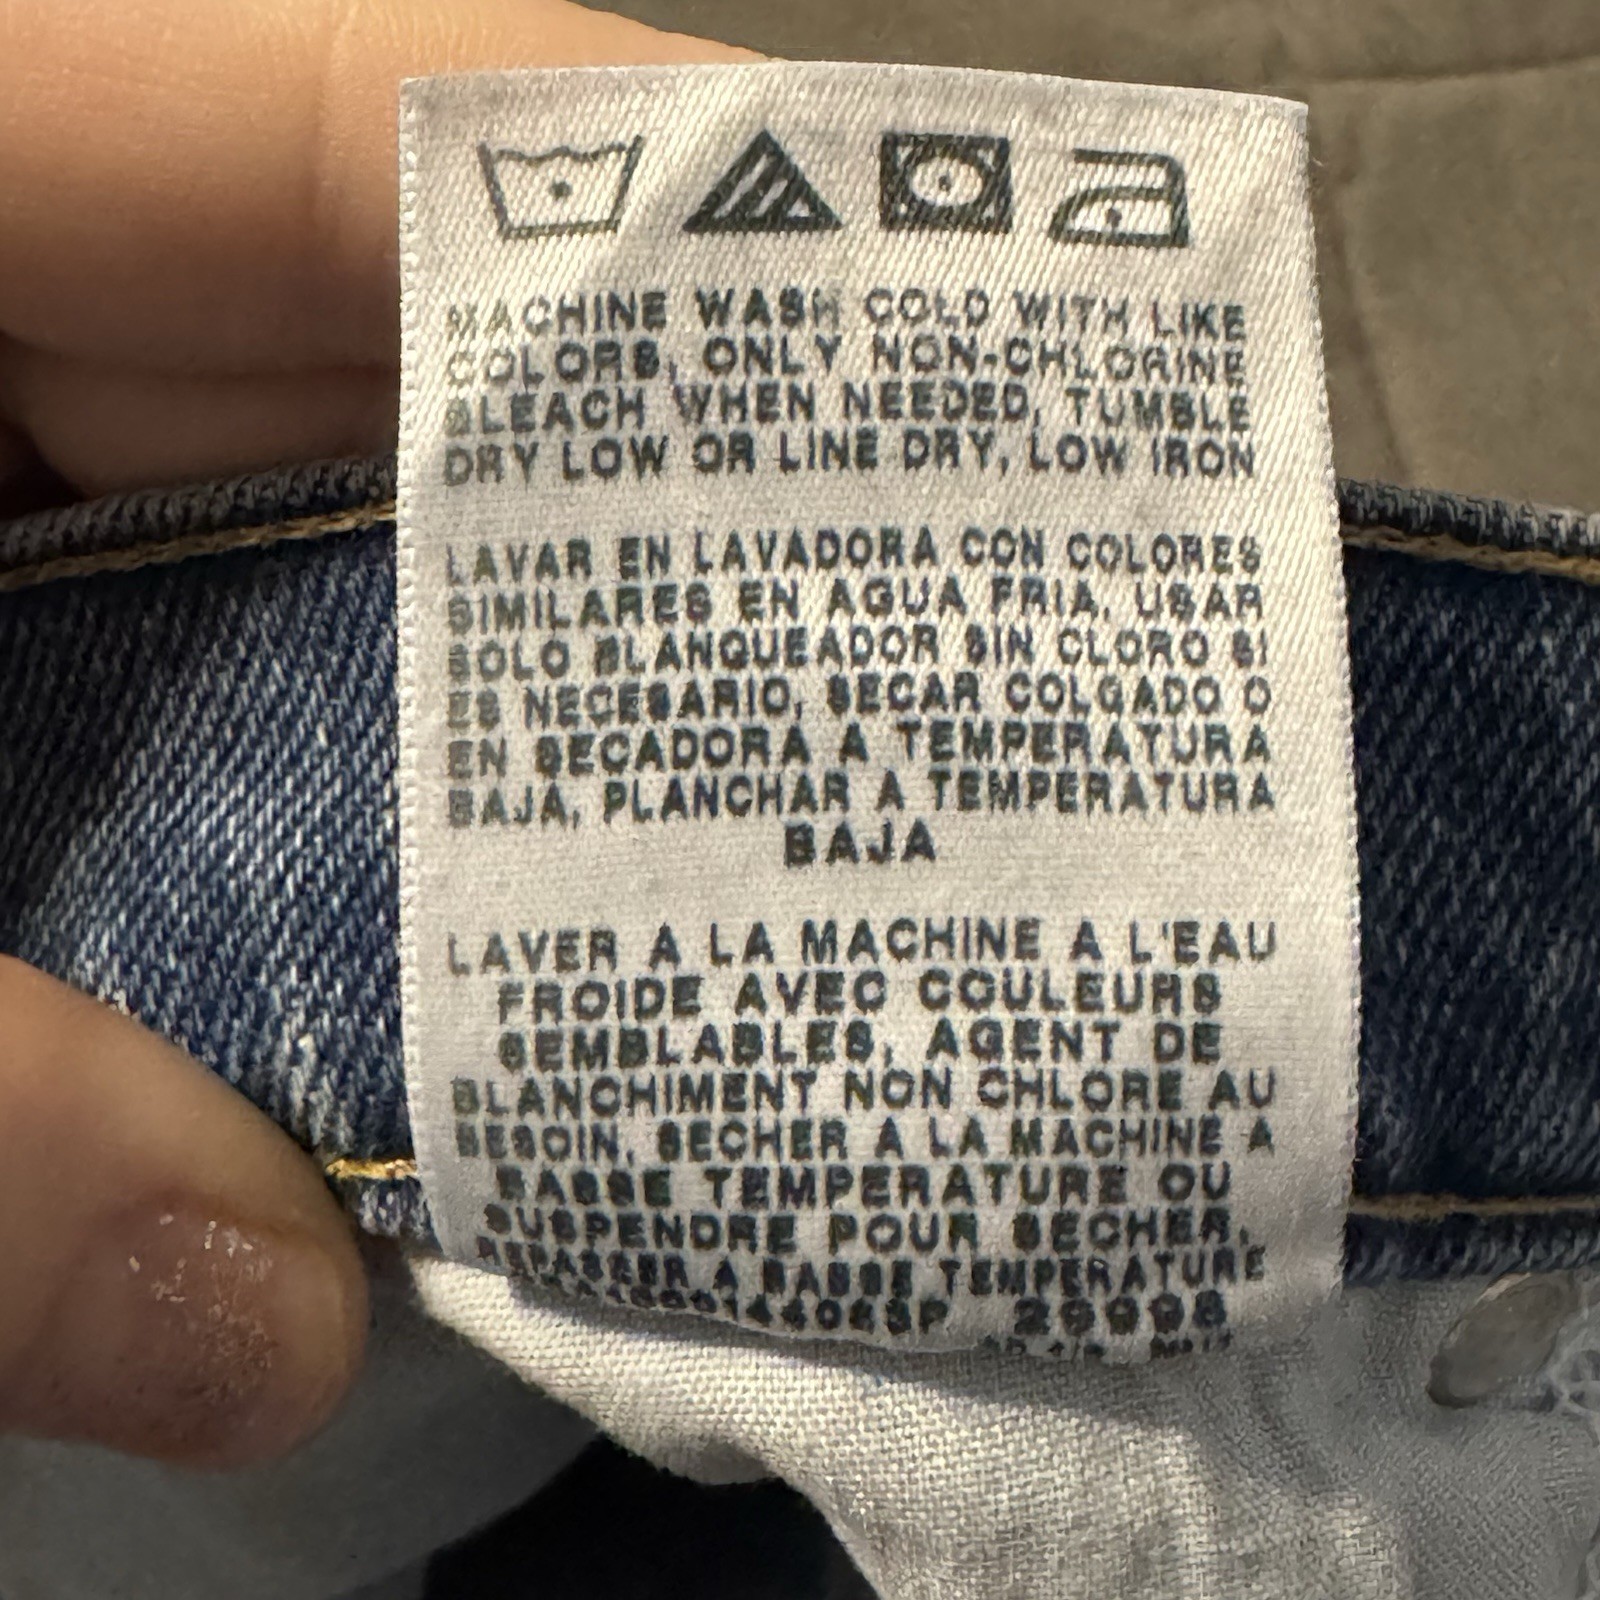 MACHINE WASH COLD WITH LIKE
COLORS, ONLY NON-CHLORINE
BLEACH WHEN NEEDED, TUMBLE
DRY LOW OR LINE DRY, LOW IRON
LAVAR EN LAVADORA CON COLORES
SIMILARES EN AGUA FRIA, USAR
SOLO BLANQUEADOR SIN CLORO SI
ES NECESARIO, SECAR COLGADO O
EN SECADORA A TEMPERATURA
BAJA, PLANCHAR A TEMPERATURA
BAJA
LAVER A LA MACHINE A L'EAU
FROIDE AVEC COULEURS
SEMBLABLES, AGENT DE
BLANCHIMENT NON CHLORE AU
BESOIN, SECHER A LA MACHINE A
BASSE TEMPERATURE OU
SUSPENDRE POUR SECHER,
REPASSER A BASSE TEMPERATURE